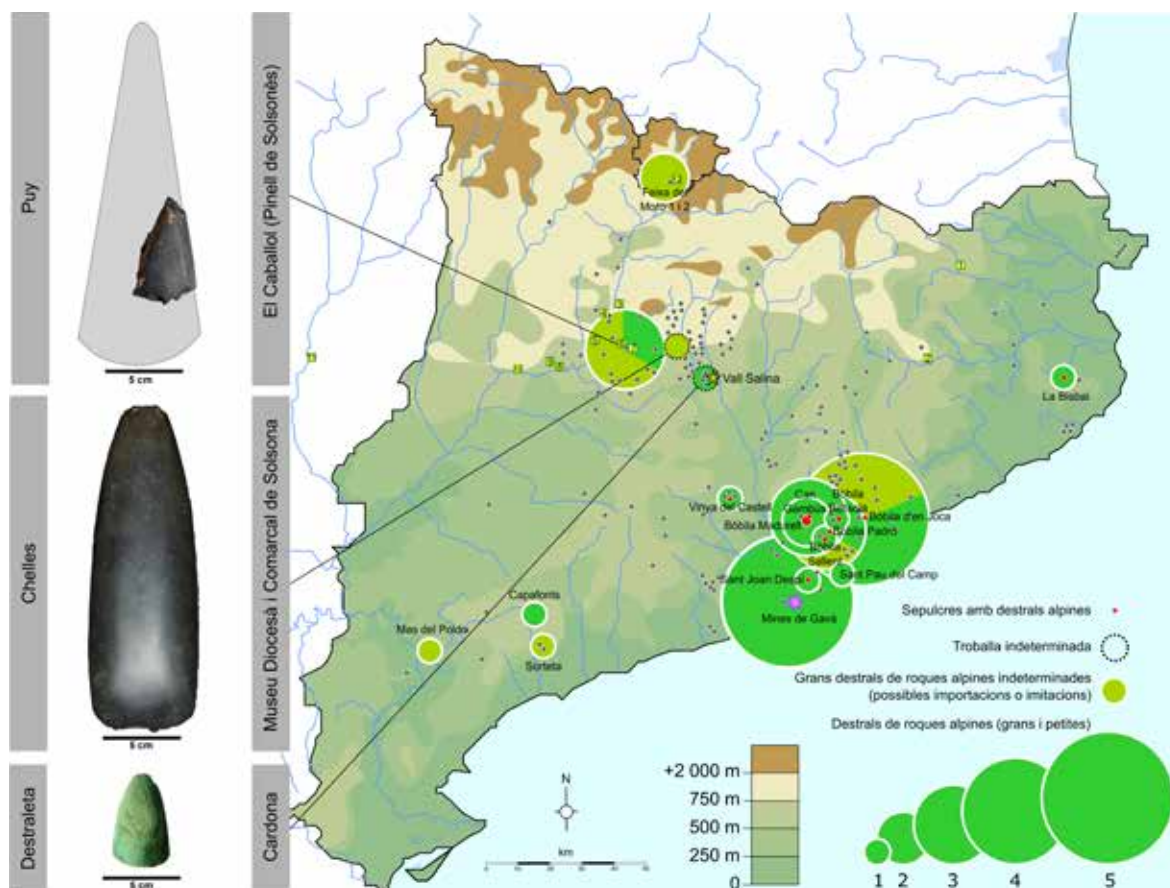 Puy
5 cm
El Caballol (Pinell de Solsonès)
Chelles
5 cm
Museu Diocesà i Comarcal de Solsona
Destraleta
5 cm
Cardona
Feixa del
Moro 1 i 2
Vall Salina
La Bisbal
Vinya del Castell
Can
Gambús
Bòbila
Bòbila Madurell
Bòbila d'en Joca
Bòbila Padró
Bòbila
Sallent
Sant Joan Despí
Sant Pau del Camp
Mines de Gavà
Capafonts
Mas del Pòlds
Sorteta
Sepulcres amb destrals alpines
Troballa indeterminada
Grans destrals de roques alpines indeterminades
(possibles importacions o imitacions)
Destrals de roques alpines (grans i petites)
+2 000 m
750 m
500 m
250 m
0
N
km
1 2 3 4 5